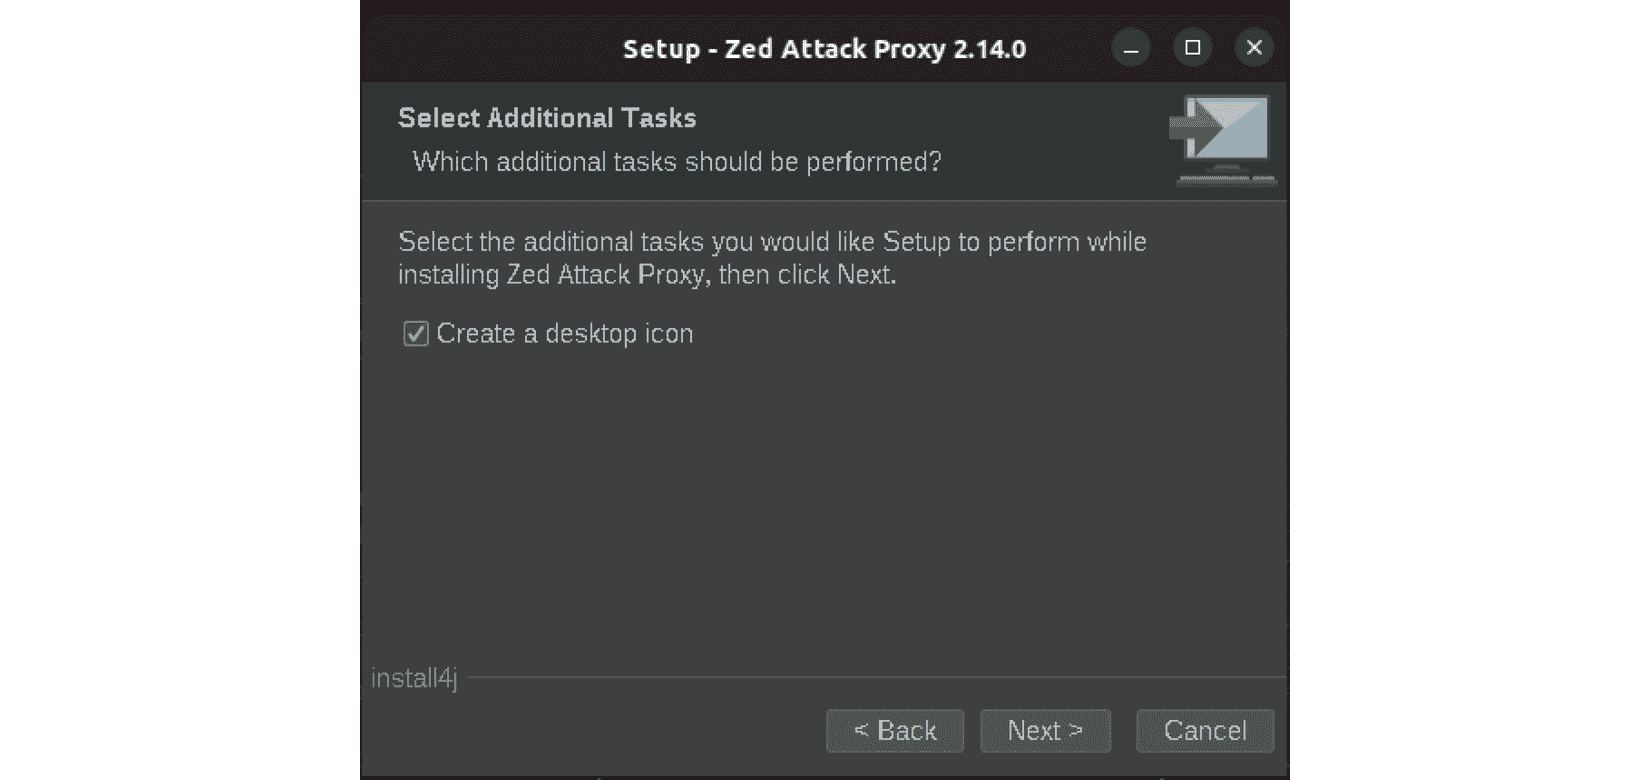 Setup - Zed Attack Proxy 2.14.0
Select Additional Tasks
Which additional tasks should be performed?
Select the additional tasks you would like Setup to perform while
installing Zed Attack Proxy, then click Next.
Create a desktop icon
install4j
< Back Next > Cancel